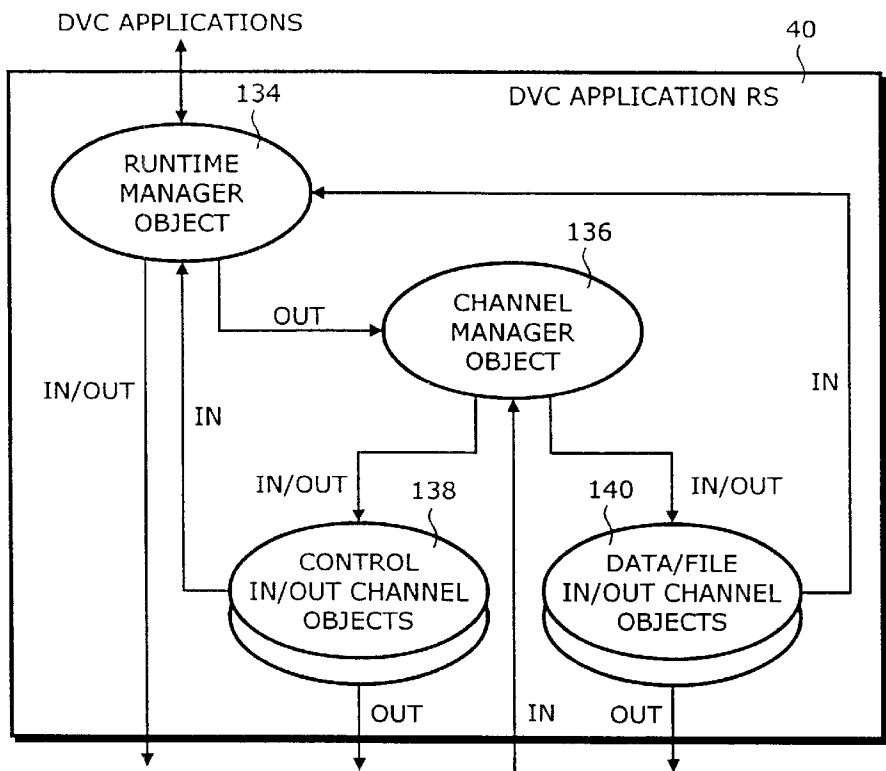 DVC APPLICATIONS
40
134
DVC APPLICATION RS
RUNTIME
MANAGER
OBJECT
136
CHANNEL
MANAGER
OBJECT
OUT
IN/OUT
IN
IN
IN/OUT
138
140
IN/OUT
CONTROL
IN/OUT CHANNEL
OBJECTS
DATA/FILE
IN/OUT CHANNEL
OBJECTS
OUT
IN
OUT